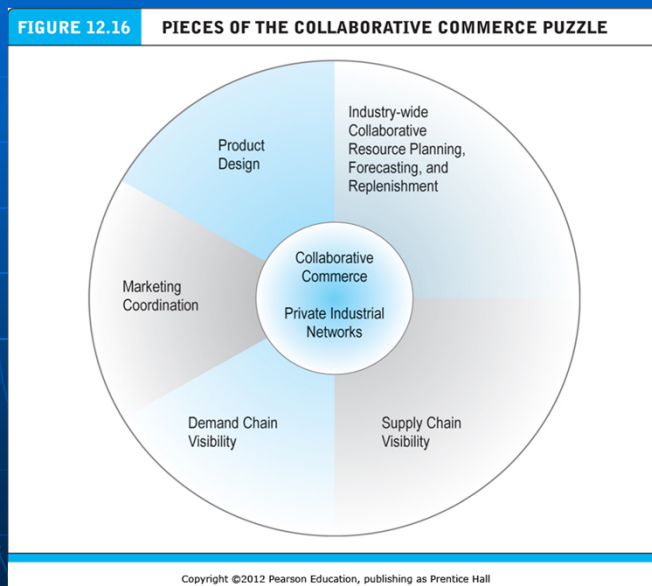 FIGURE 12.16 PIECES OF THE COLLABORATIVE COMMERCE PUZZLE
Product
Design
Industry-wide
Collaborative
Resource Planning,
Forecasting, and
Replenishment
Collaborative
Commerce
Private Industrial
Networks
Marketing
Coordination
Demand Chain
Visibility
Supply Chain
Visibility
Copyright ©2012 Pearson Education, publishing as Prentice Hall